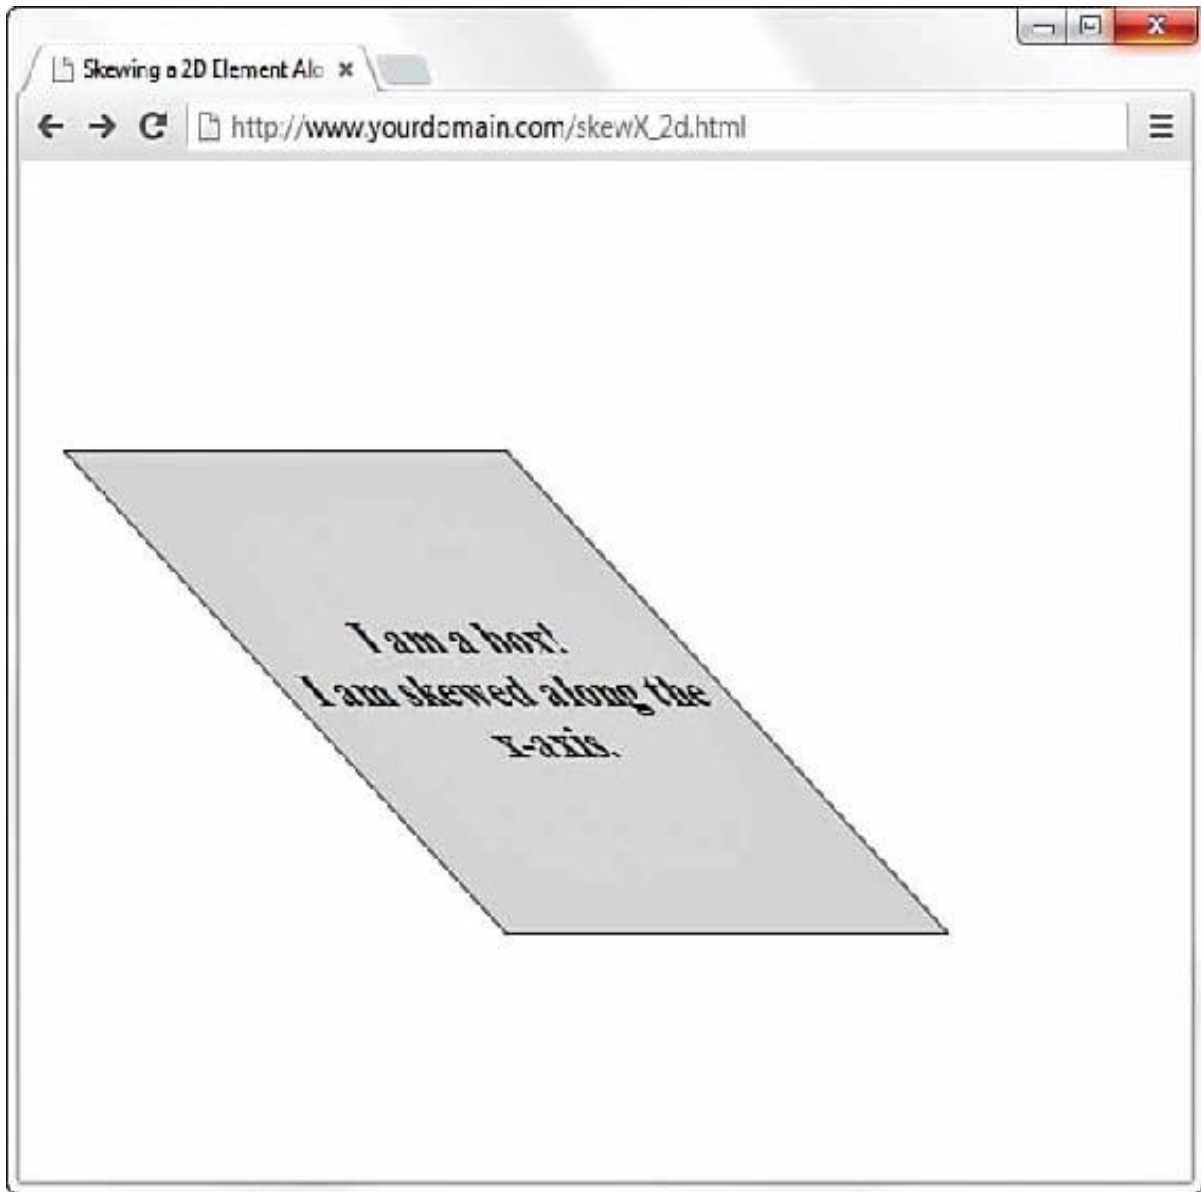 Skewing a 2D Element Alo
http://www.yourdomain.com/skewX_2d.html
I am a box!
I am skewed along the
x-axis.